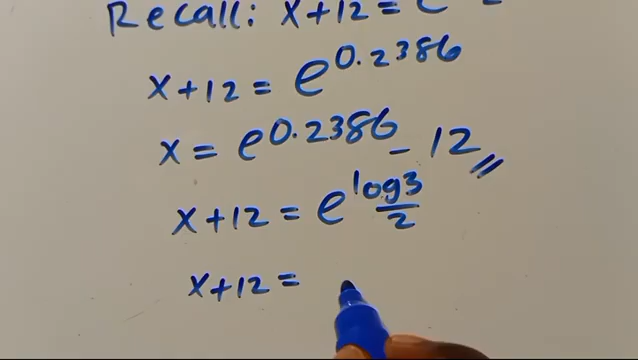 Recall: x+12 = e
x+12 = e^0.2386
x = e^0.2386 - 12
x+12 = e^log3/2
x+12 =